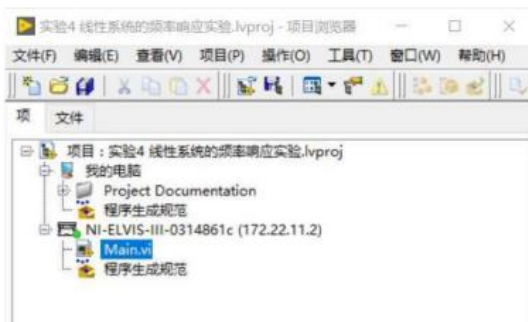 实验4 线性系统的频率响应实验.lvproj - 项目浏览器
文件(F) 编辑(E) 查看(V) 项目(P) 操作(O) 工具(T) 窗口(W) 帮助(H)
项 文件
项目：实验4 线性系统的频率响应实验.lvproj
我的电脑
Project Documentation
程序生成规范
NI-ELVIS-III-0314861c (172.22.11.2)
Main.vi
程序生成规范